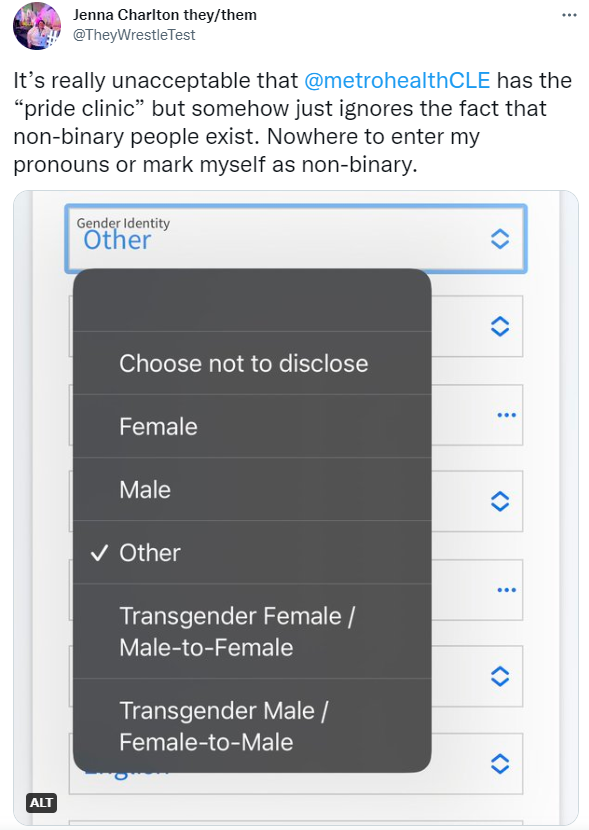 Jenna Charlton they/them
@TheyWrestleTest
It’s really unacceptable that @metrohealthCLE has the
“pride clinic” but somehow just ignores the fact that
non-binary people exist. Nowhere to enter my
pronouns or mark myself as non-binary.
Gender Identity
Other
Choose not to disclose
Female
Male
Other
Transgender Female /
Male-to-Female
Transgender Male /
Female-to-Male
English
ALT